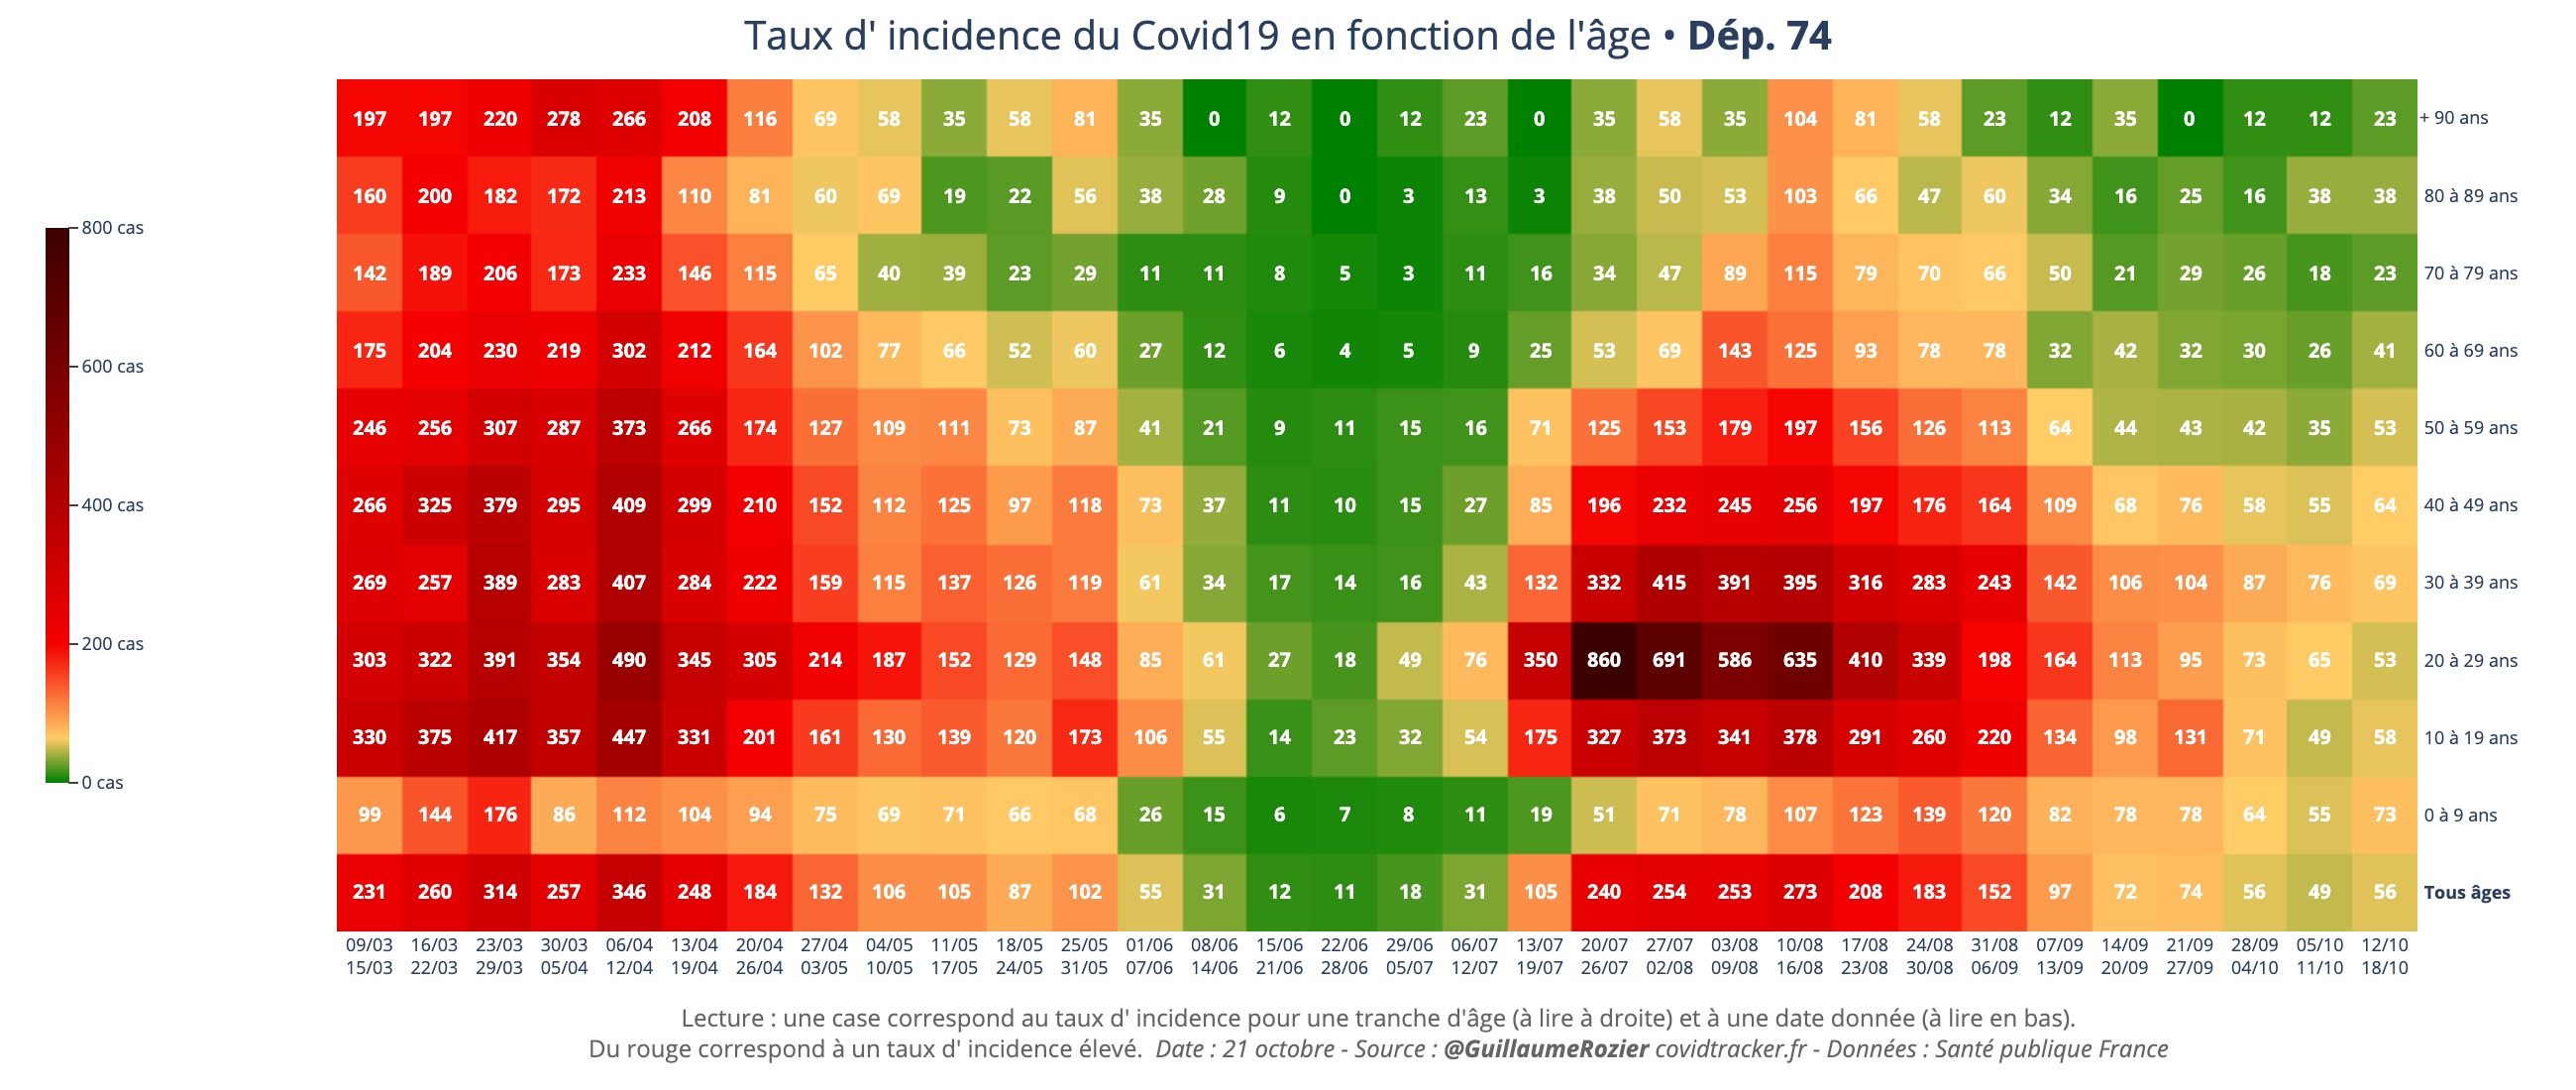 Taux d' incidence du Covid19 en fonction de l'âge • Dép. 74
197 197 220 278 266 208 116 69 58 35 58 81 35 0 12 0 12 23 0 35 58 35 104 81 58 23 12 35 0 12 12 23 + 90 ans
160 200 182 172 213 110 81 60 69 19 22 56 38 28 9 0 3 13 3 38 50 53 103 66 47 60 34 16 25 16 38 38 80 à 89 ans
800 cas
142 189 206 173 233 146 115 65 40 39 23 29 11 11 8 5 3 11 16 34 47 89 115 79 70 66 50 21 29 26 18 23 70 à 79 ans
175 204 230 219 302 212 164 102 77 66 52 60 27 12 6 4 5 9 25 53 69 143 125 93 78 78 32 42 32 30 26 41 60 à 69 ans
600 cas
246 256 307 287 373 266 174 127 109 111 73 87 41 21 9 11 15 16 71 125 153 179 197 156 126 113 64 44 43 42 35 53 50 à 59 ans
400 cas
266 325 379 295 409 299 210 152 112 125 97 118 73 37 11 10 15 27 85 196 232 245 256 197 176 164 109 68 76 58 55 64 40 à 49 ans
269 257 389 283 407 284 222 159 115 137 126 119 61 34 17 14 16 43 132 332 415 391 395 316 283 243 142 106 104 87 76 69 30 à 39 ans
200 cas
303 322 391 354 490 345 305 214 187 152 129 148 85 61 27 18 49 76 350 860 691 586 635 410 339 198 164 113 95 73 65 53 20 à 29 ans
330 375 417 357 447 331 201 161 130 139 120 173 106 55 14 23 32 54 175 327 373 341 378 291 260 220 134 98 131 71 49 58 10 à 19 ans
0 cas
99 144 176 86 112 104 94 75 69 71 66 68 26 15 6 7 8 11 19 51 71 78 107 123 139 120 82 78 78 64 55 73 0 à 9 ans
231 260 314 257 346 248 184 132 106 105 87 102 55 31 12 11 18 31 105 240 254 253 273 208 183 152 97 72 74 56 49 56 Tous âges
09/03 16/03 23/03 30/03 06/04 13/04 20/04 27/04 04/05 11/05 18/05 25/05 01/06 08/06 15/06 22/06 29/06 06/07 13/07 20/07 27/07 03/08 10/08 17/08 24/08 31/08 07/09 14/09 21/09 28/09 05/10 12/10
15/03 22/03 29/03 05/04 12/04 19/04 26/04 03/05 10/05 17/05 24/05 31/05 07/06 14/06 21/06 28/06 05/07 12/07 19/07 26/07 02/08 09/08 16/08 23/08 30/08 06/09 13/09 20/09 27/09 04/10 11/10 18/10
Lecture : une case correspond au taux d' incidence pour une tranche d'âge (à lire à droite) et à une date donnée (à lire en bas).
Du rouge correspond à un taux d' incidence élevé. Date : 21 octobre - Source : @GuillaumeRozier covidtracker.fr - Données : Santé publique France